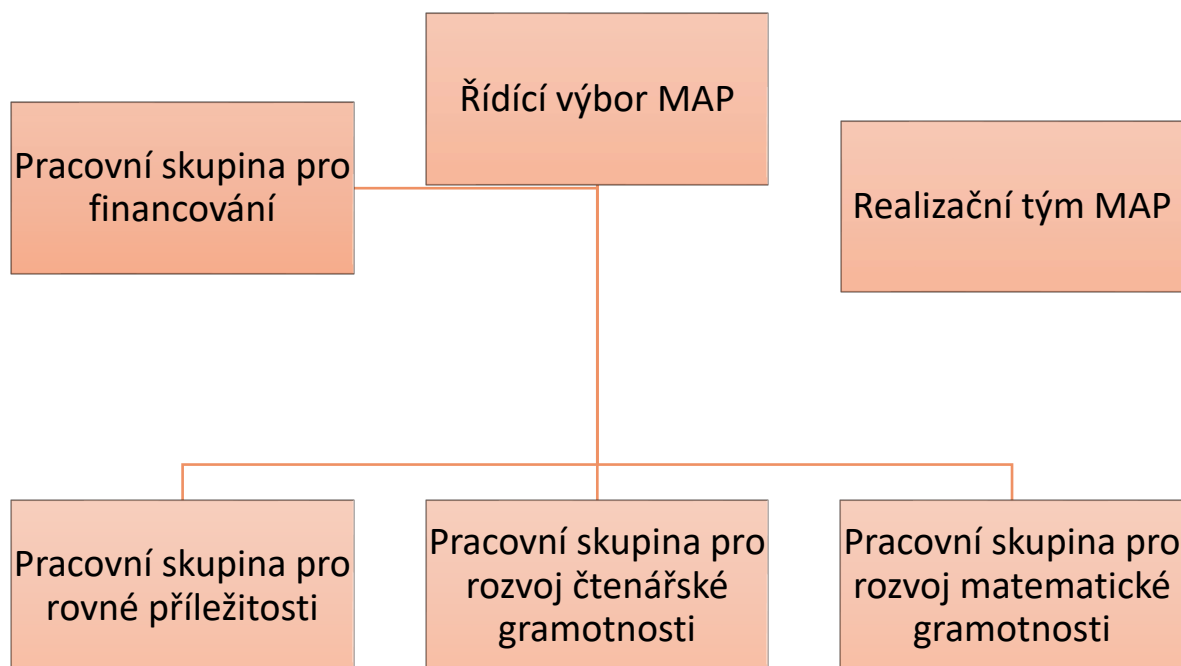 Řídící výbor MAP
Pracovní skupina pro
financování
Realizační tým MAP
Pracovní skupina pro
rovné příležitosti
Pracovní skupina pro
rozvoj čtenářské
gramotnosti
Pracovní skupina pro
rozvoj matematické
gramotnosti